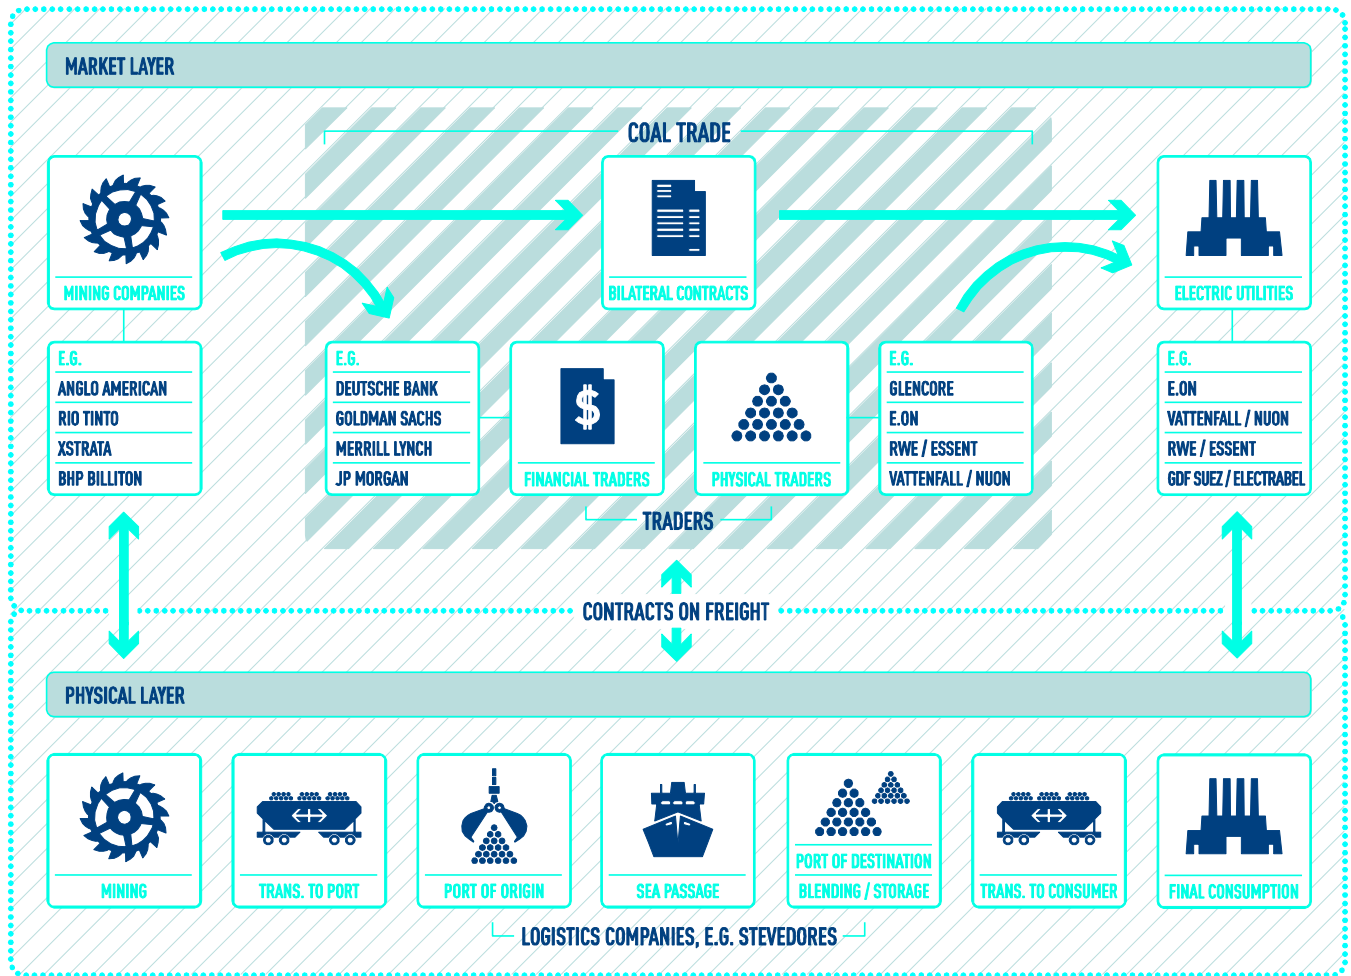 MARKET LAYER
COAL TRADE
MINING COMPANIES
BILATERAL CONTRACTS
ELECTRIC UTILITIES
E.G.
ANGLO AMERICAN
RIO TINTO
XSTRATA
BHP BILLITON
E.G.
DEUTSCHE BANK
GOLDMAN SACHS
MERRILL LYNCH
JP MORGAN
$
FINANCIAL TRADERS
PHYSICAL TRADERS
E.G.
GLENCORE
E.ON
RWE / ESSENT
VATTENFALL / NUON
E.G.
E.ON
VATTENFALL / NUON
RWE / ESSENT
GDF SUEZ / ELECTRABEL
TRADERS
CONTRACTS ON FREIGHT
PHYSICAL LAYER
MINING
TRANS. TO PORT
PORT OF ORIGIN
SEA PASSAGE
PORT OF DESTINATION
BLENDING / STORAGE
TRANS. TO CONSUMER
FINAL CONSUMPTION
LOGISTICS COMPANIES, E.G. STEVEDORES